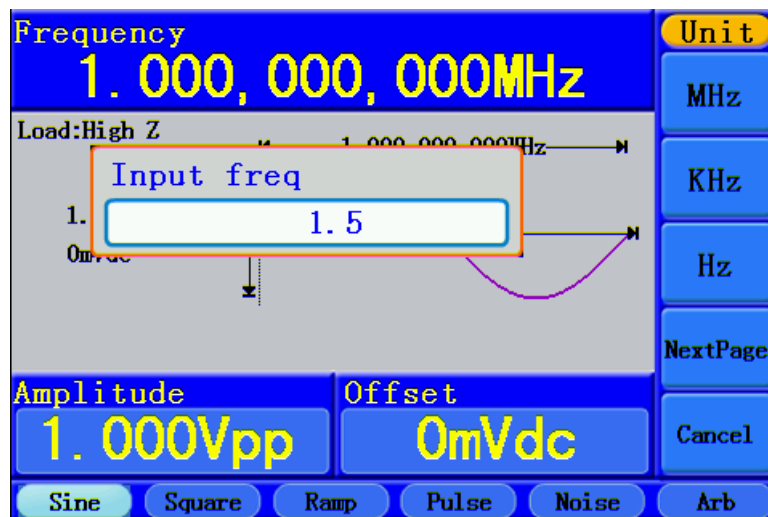 Frequency
1.000,000,000MHz
Load:High Z
Input freq
1.5
1.
Amplitude
1.000Vpp
Offset
0mVdc
Unit
MHz
KHz
Hz
NextPage
Cancel
Sine
Square
Ramp
Pulse
Noise
Arb